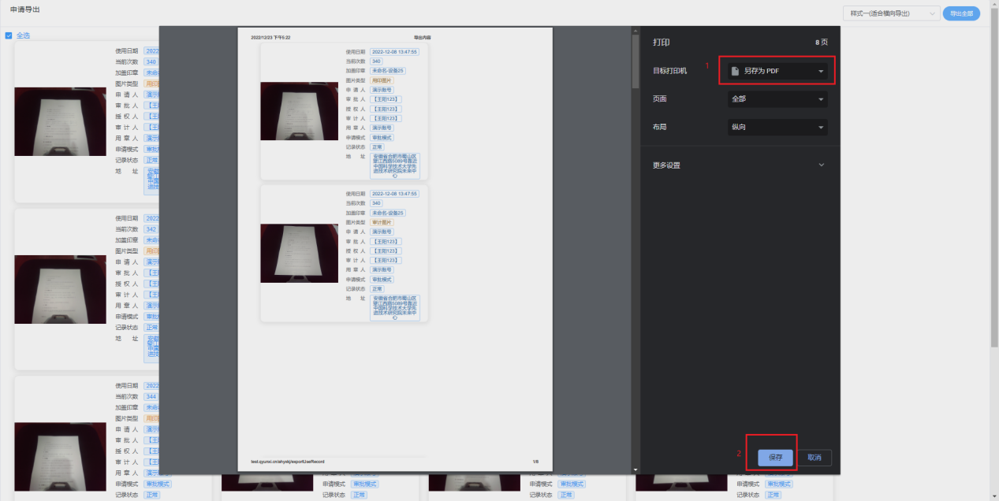 申请导出
样式一(适合横向导出)
导出全部
全选
使用日期 2022
当前次数 340
加盖印章 未命
图片类型 用印
申 请 人 演示
审 批 人 【王
授 权 人 【王
审 计 人 【王
用 章 人 演示
申请模式 审批
记录状态 正常
地 址 安徽
望江
中国
进技
使用日期 2022
当前次数 342
加盖印章 未命
图片类型 用印
申 请 人 演示
审 批 人 【王
授 权 人 【王
审 计 人 【王
用 章 人 演示
申请模式 审批
记录状态 正常
地 址 安徽
望江
中国
进技
使用日期 2022
当前次数 344
加盖印章 未命
图片类型 用印
申 请 人 演示
审 批 人 【王
授 权 人 【王
审 计 人 【王
用 章 人 演示
申请模式 审批模式
记录状态 正常
2022/12/23 下午5:22
导出内容
使用日期 2022-12-08 13:47:55
当前次数 340
加盖印章 未命名-设备25
图片类型 用印图片
申 请 人 演示账号
审 批 人 【王阳123】
授 权 人 【王阳123】
审 计 人 【王阳123】
用 章 人 演示账号
申请模式 审批模式
记录状态 正常
地 址 安徽省合肥市蜀山区
望江西路5089号靠近
中国科学技术大学先
进技术研究院未来中
心
使用日期 2022-12-08 13:47:55
当前次数 340
加盖印章 未命名-设备25
图片类型 审计图片
申 请 人 演示账号
审 批 人 【王阳123】
授 权 人 【王阳123】
审 计 人 【王阳123】
用 章 人 演示账号
申请模式 审批模式
记录状态 正常
地 址 安徽省合肥市蜀山区
望江西路5089号靠近
中国科学技术大学先
进技术研究院未来中
心
test.qyunxi.cn/ahyxkj/exportUseRecord
1/8
打印
8 页
目标打印机
1
另存为 PDF
页面
全部
布局
纵向
更多设置
2
保存
取消
申请模式 审批模式
记录状态 正常
申请模式 审批模式
记录状态 正常
申请模式 审批模式
记录状态 正常